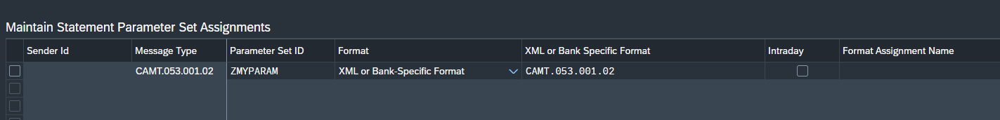 Maintain Statement Parameter Set Assignments
Sender Id Message Type Parameter Set ID Format XML or Bank Specific Format Intraday Format Assignment Name
CAMT.053.001.02 ZMYPARAM XML or Bank-Specific Format CAMT.053.001.02